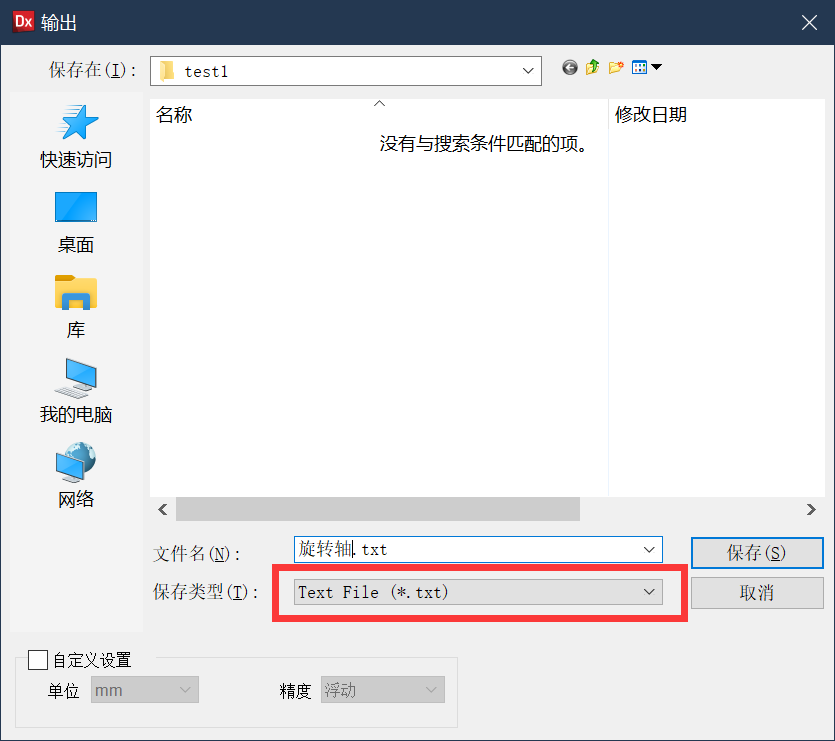 Dx 输出
保存在(I):
test1
名称
修改日期
没有与搜索条件匹配的项。
快速访问
桌面
库
我的电脑
网络
文件名(N):
旋转轴.txt
保存(S)
保存类型(T):
Text File (*.txt)
取消
自定义设置
单位
mm
精度
浮动